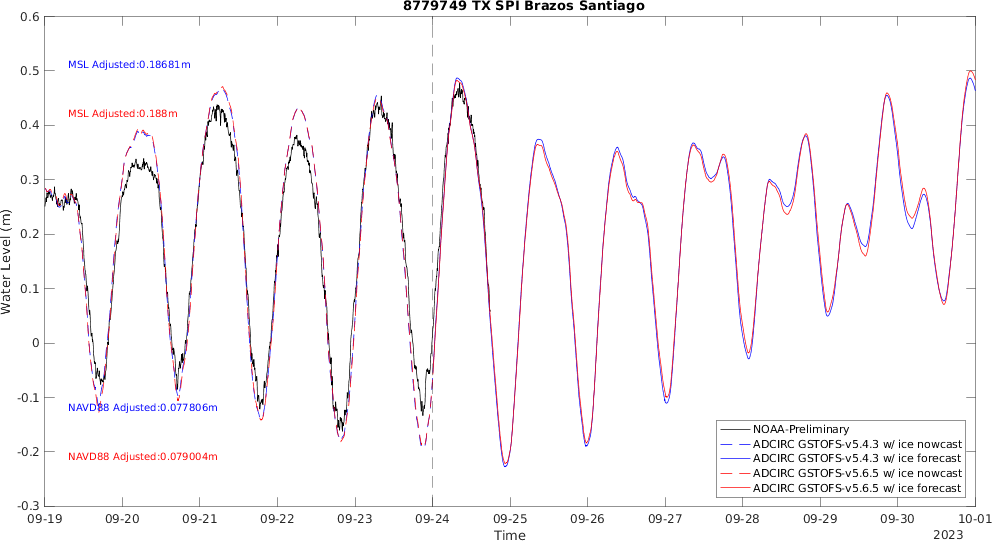 8779749 TX SPI Brazos Santiago
0.6
0.5
0.4
0.3
0.2
0.1
0
-0.1
-0.2
-0.3
Water Level (m)
MSL Adjusted:0.18681m
MSL Adjusted:0.188m
NAVD88 Adjusted:0.077806m
NAVD88 Adjusted:0.079004m
NOAA-Preliminary
ADCIRC GSTOFS-v5.4.3 w/ ice nowcast
ADCIRC GSTOFS-v5.4.3 w/ ice forecast
ADCIRC GSTOFS-v5.6.5 w/ ice nowcast
ADCIRC GSTOFS-v5.6.5 w/ ice forecast
09-19 09-20 09-21 09-22 09-23 09-24 09-25 09-26 09-27 09-28 09-29 09-30 10-01
Time
2023